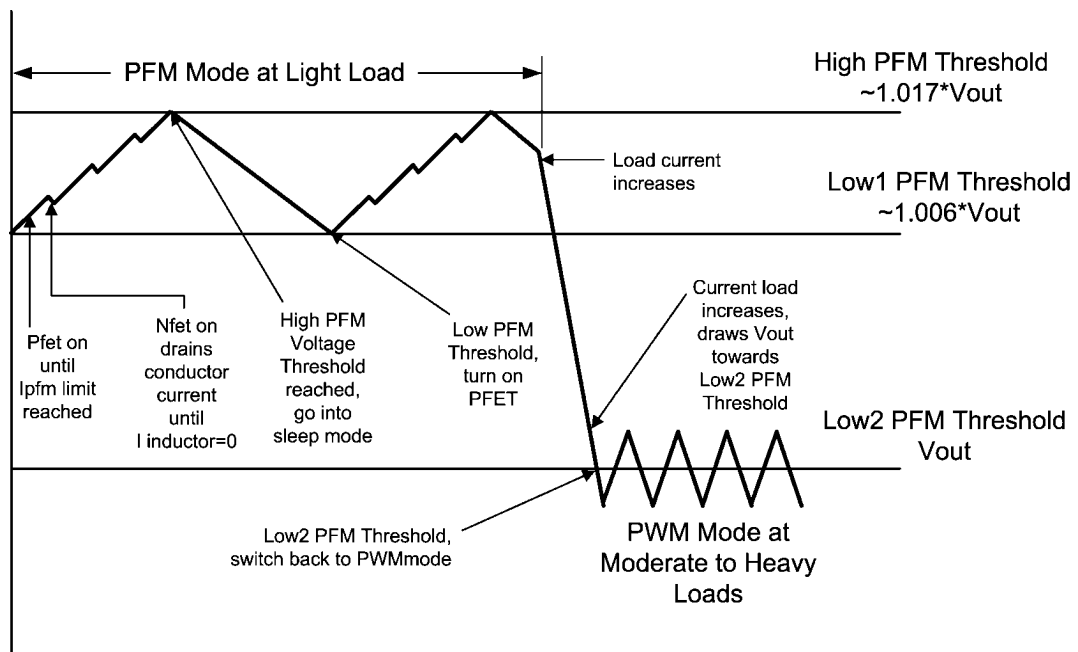 PFM Mode at Light Load
High PFM Threshold
~1.017*Vout
Load current
increases
Low1 PFM Threshold
~1.006*Vout
Pfet on
until
Ipfm limit
reached
Nfet on
drains
conductor
current
until
I inductor=0
High PFM
Voltage
Threshold
reached,
go into
sleep mode
Low PFM
Threshold,
turn on
PFET
Current load
increases,
draws Vout
towards
Low2 PFM
Threshold
Low2 PFM Threshold
Vout
Low2 PFM Threshold,
switch back to PWMmode
PWM Mode at
Moderate to Heavy
Loads